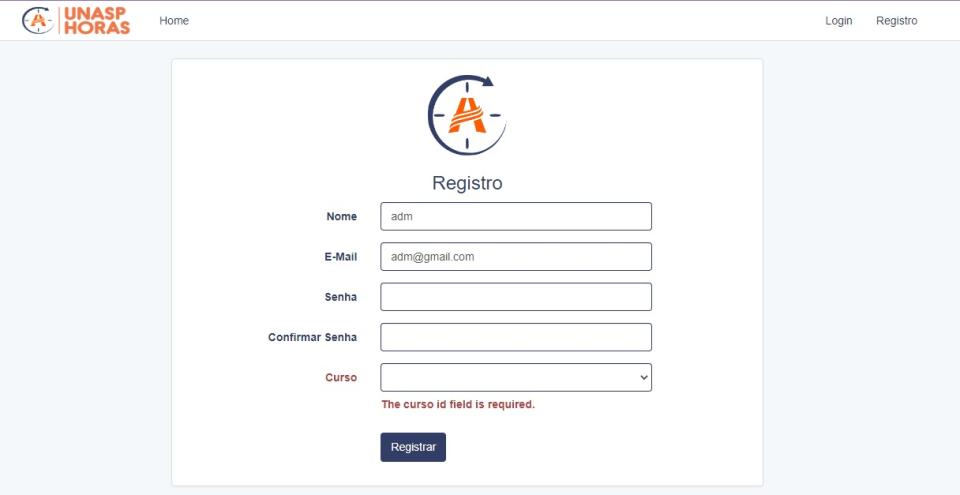 UNASP
HORAS
Home
Login
Registro
Registro
Nome
adm
E-Mail
adm@gmail.com
Senha
Confirmar Senha
Curso
The curso id field is required.
Registrar